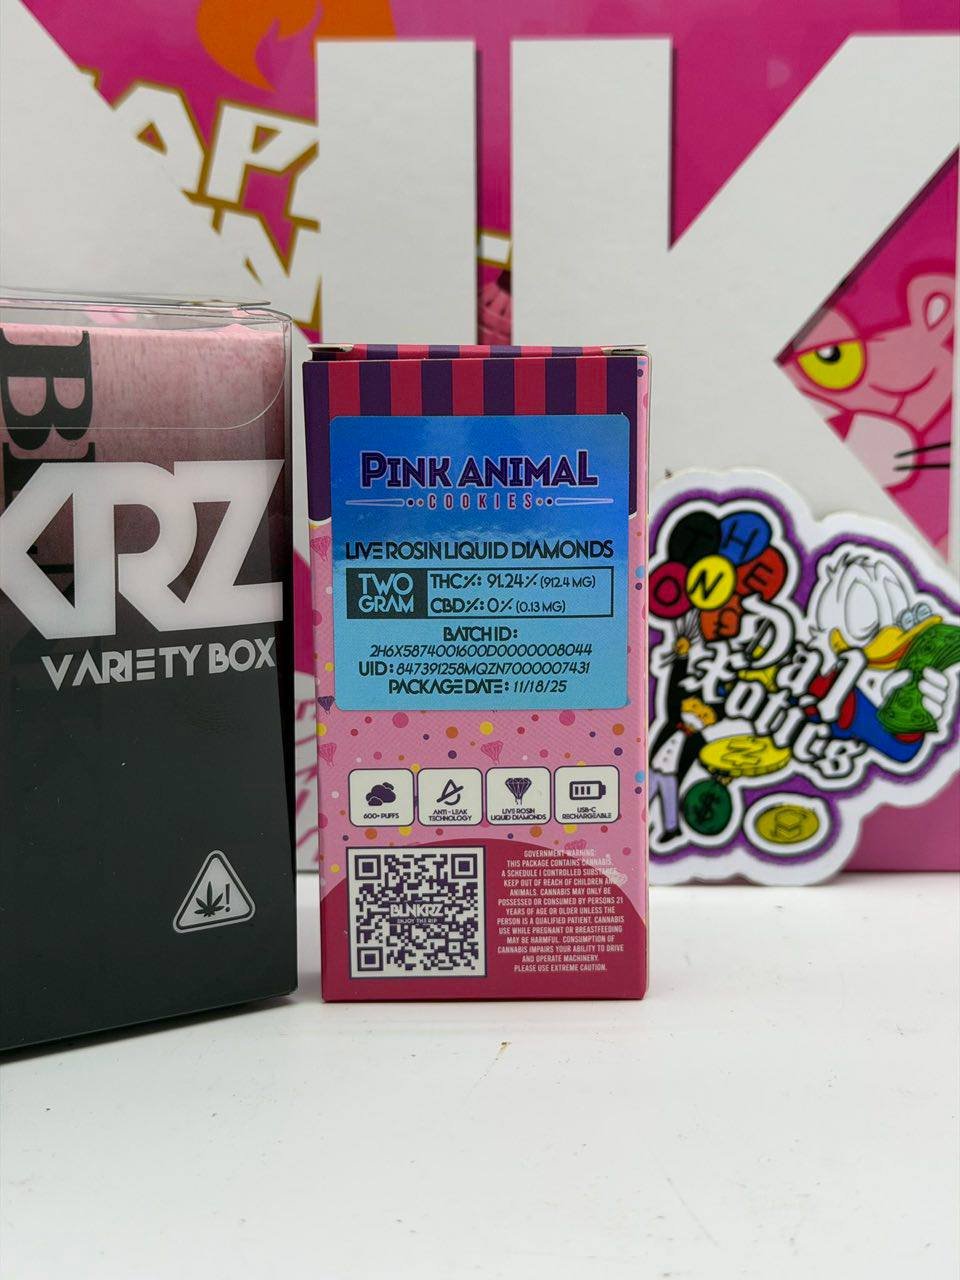 KRZ
VARIETY BOX
PINK ANIMAL
COOKIES
LIVE ROSIN LIQUID DIAMONDS
TWO
GRAM
THC%: 91.24% (912.4 MG)
CBD%: 0% (0.13 MG)
BATCH ID:
2H6X5874001600D0000008044
UID: 847391258MQZN7000007431
PACKAGE DATE: 11/18/25
600+ PUFFS
ANTI-LEAK
TECHNOLOGY
LIVE ROSIN
LIQUID DIAMONDS
USB-C
RECHARGEABLE
BLNKRZ
ENJOY THE RIP
GOVERNMENT WARNING:
THIS PACKAGE CONTAINS CANNABIS,
A SCHEDULE I CONTROLLED SUBSTANCE.
KEEP OUT OF REACH OF CHILDREN AND
ANIMALS. CANNABIS MAY ONLY BE
POSSESSED OR CONSUMED BY PERSONS 21
YEARS OF AGE OR OLDER UNLESS THE
PERSON IS A QUALIFIED PATIENT. CANNABIS
USE WHILE PREGNANT OR BREASTFEEDING
MAY BE HARMFUL. CONSUMPTION OF
CANNABIS IMPAIRS YOUR ABILITY TO DRIVE
AND OPERATE MACHINERY.
PLEASE USE EXTREME CAUTION.
THE
ONE
Dal
Xotics